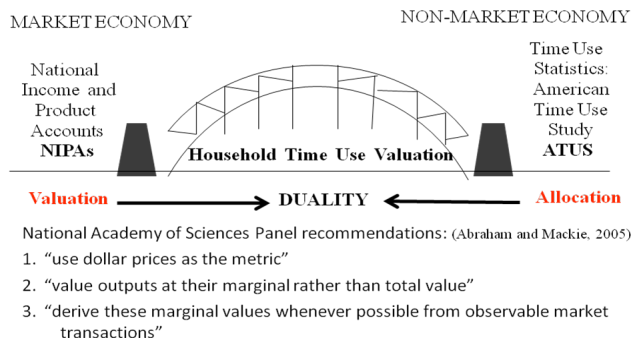 MARKET ECONOMY
NON-MARKET ECONOMY
National
Income and
Product
Accounts
NIPAs
Time Use
Statistics:
American
Time Use
Study
ATUS
Household Time Use Valuation
Valuation
DUALITY
Allocation
National Academy of Sciences Panel recommendations: (Abraham and Mackie, 2005)
1. “use dollar prices as the metric”
2. “value outputs at their marginal rather than total value”
3. “derive these marginal values whenever possible from observable market
transactions”